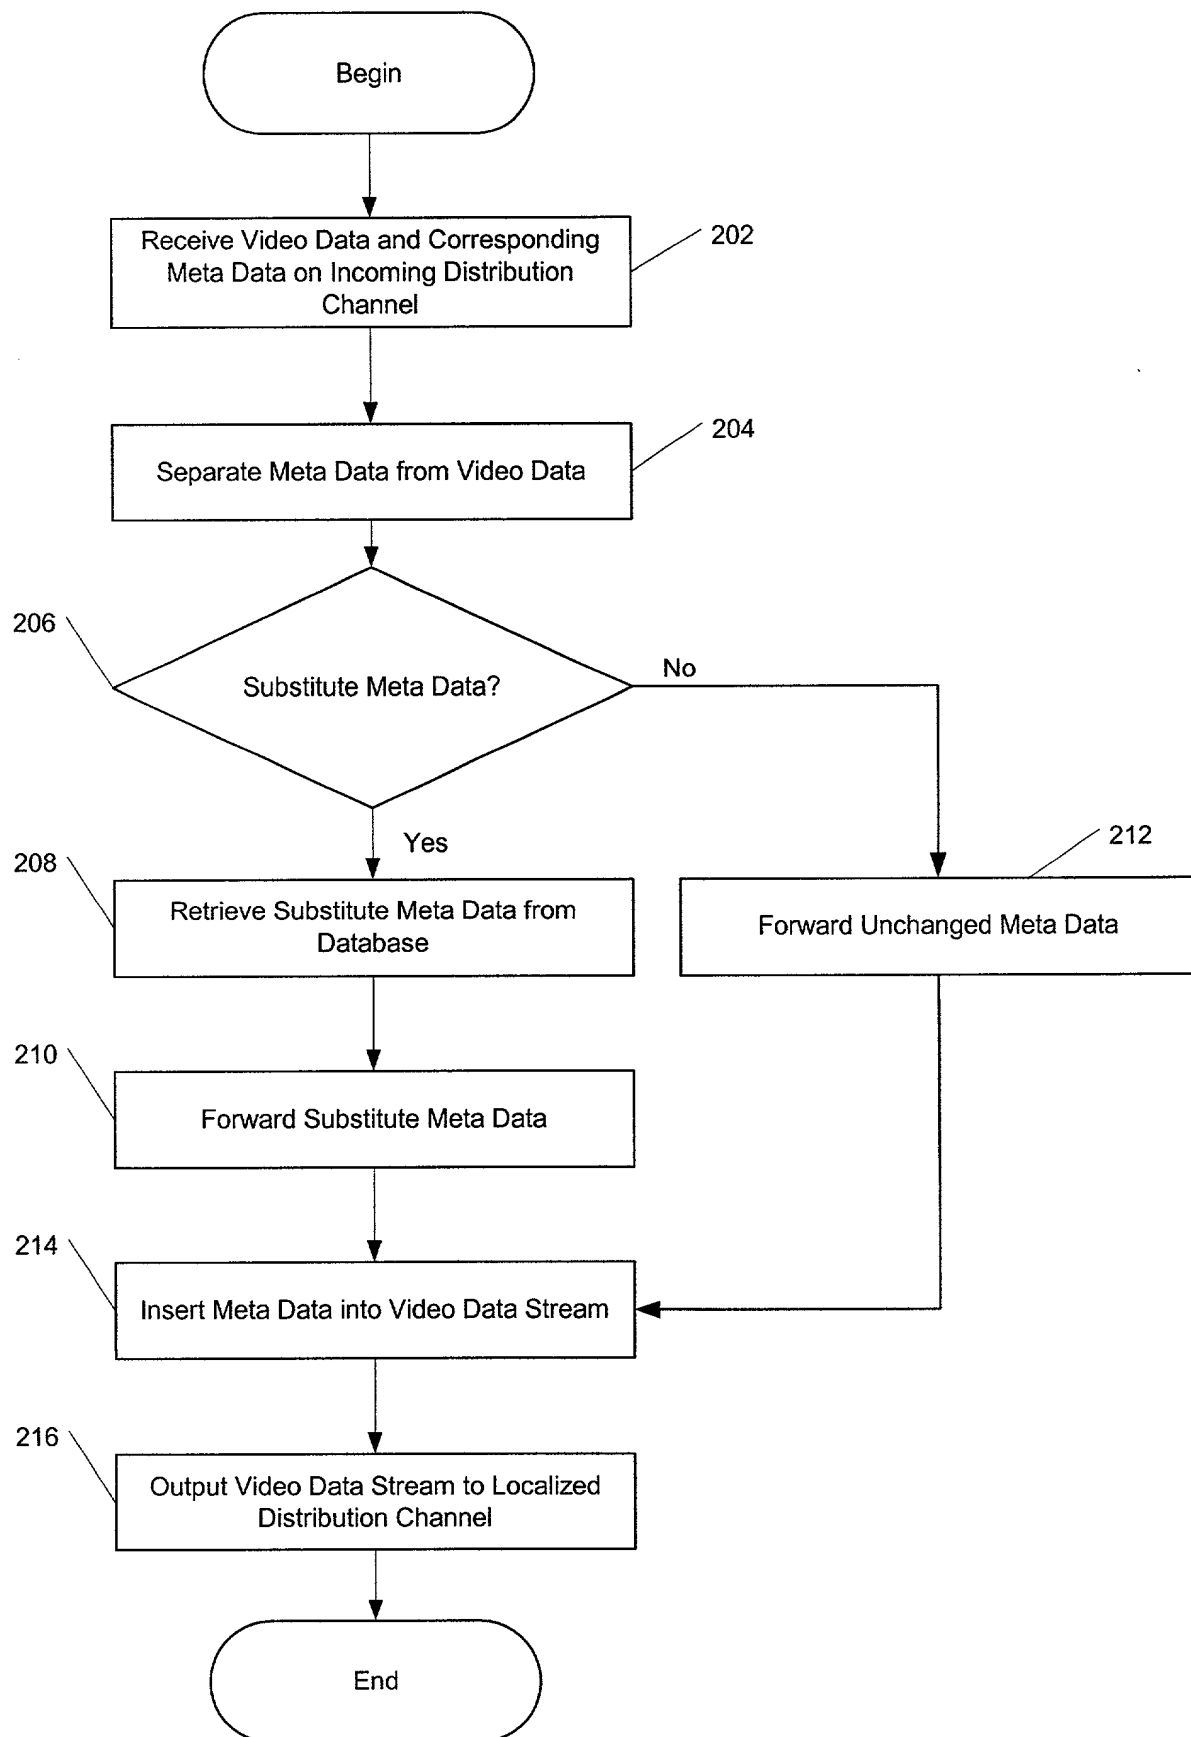 Begin
Receive Video Data and Corresponding
Meta Data on Incoming Distribution
Channel
202
Separate Meta Data from Video Data
204
206
Substitute Meta Data?
No
Yes
208
Retrieve Substitute Meta Data from
Database
212
Forward Unchanged Meta Data
210
Forward Substitute Meta Data
214
Insert Meta Data into Video Data Stream
216
Output Video Data Stream to Localized
Distribution Channel
End